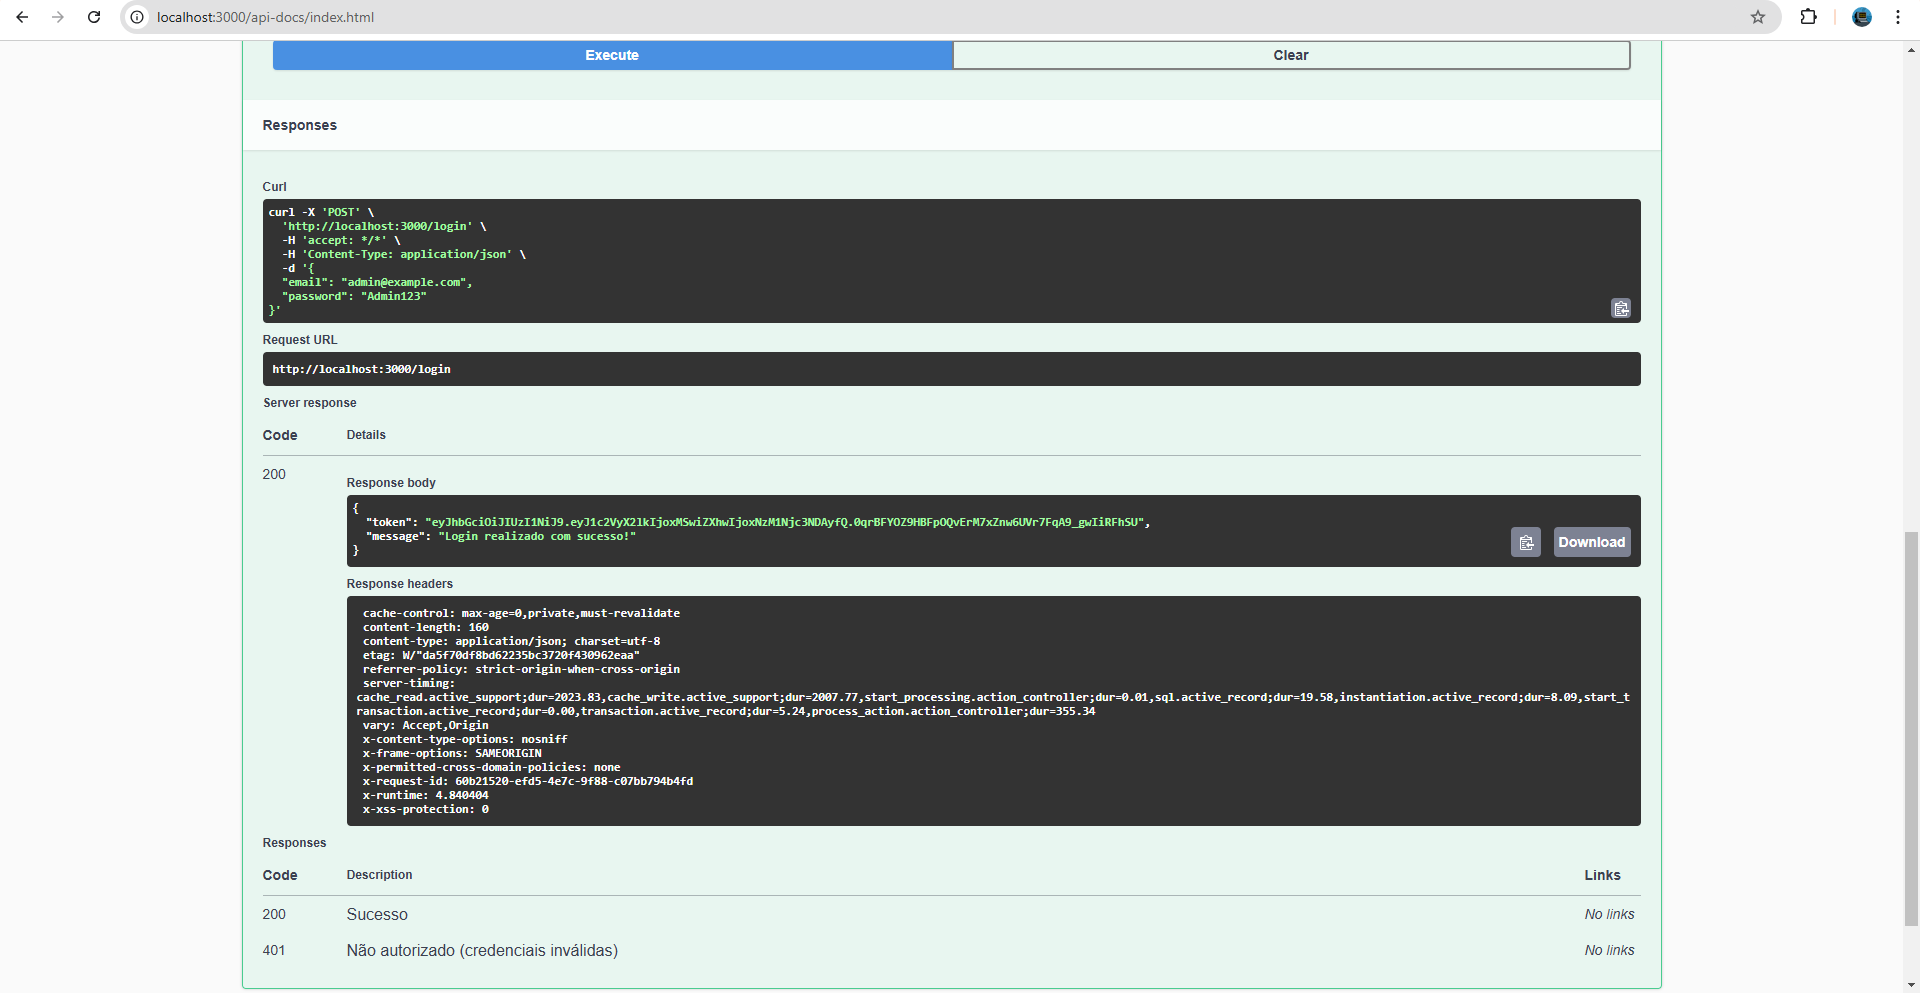 localhost:3000/api-docs/index.html
Execute
Clear
Responses
Curl
curl -X 'POST' \
'http://localhost:3000/login' \
-H 'accept: */*' \
-H 'Content-Type: application/json' \
-d '{
"email": "admin@example.com",
"password": "Admin123"
}'
Request URL
http://localhost:3000/login
Server response
Code Details
200
Response body
{
"token": "eyJhbGciOiJIUzI1NiJ9.eyJ1c2VyX2lkIjoxMSwiZXhwIjoxNzM1Njc3NDAyfQ.0qrBFYOZ9HBFpOQvErM7xZnw6UVr7FqA9_gwIiRFhSU",
"message": "Login realizado com sucesso!"
}
Download
Response headers
cache-control: max-age=0,private,must-revalidate
content-length: 160
content-type: application/json; charset=utf-8
etag: W/"da5f70df8bd62235bc3720f430962eaa"
referrer-policy: strict-origin-when-cross-origin
server-timing:
cache_read.active_support;dur=2023.83,cache_write.active_support;dur=2007.77,start_processing.action_controller;dur=0.01,sql.active_record;dur=19.58,instantiation.active_record;dur=8.09,start_t
ransaction.active_record;dur=0.00,transaction.active_record;dur=5.24,process_action.action_controller;dur=355.34
vary: Accept,Origin
x-content-type-options: nosniff
x-frame-options: SAMEORIGIN
x-permitted-cross-domain-policies: none
x-request-id: 60b21520-efd5-4e7c-9f88-c07bb794b4fd
x-runtime: 4.840404
x-xss-protection: 0
Responses
Code Description Links
200 Sucesso No links
401 Não autorizado (credenciais inválidas) No links